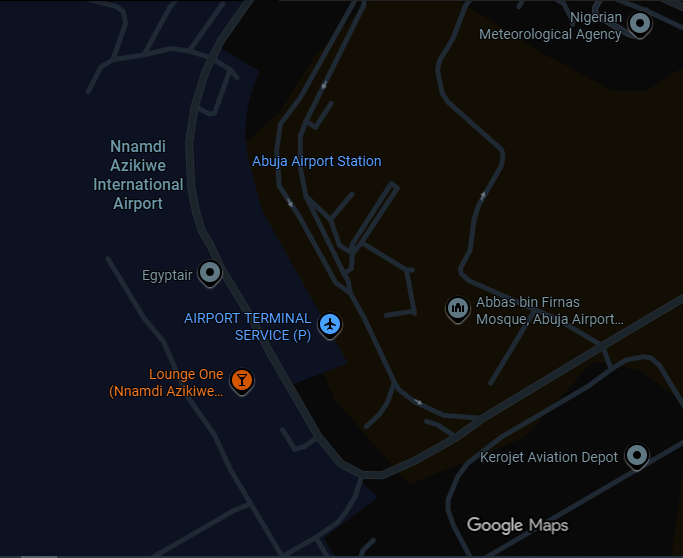 Nigerian
Meteorological Agency
Nnamdi
Azikiwe
International
Airport
Abuja Airport Station
Egyptair
Abbas bin Firnas
Mosque, Abuja Airport...
AIRPORT TERMINAL
SERVICE (P)
Lounge One
(Nnamdi Azikiwe...
Kerojet Aviation Depot
Google Maps